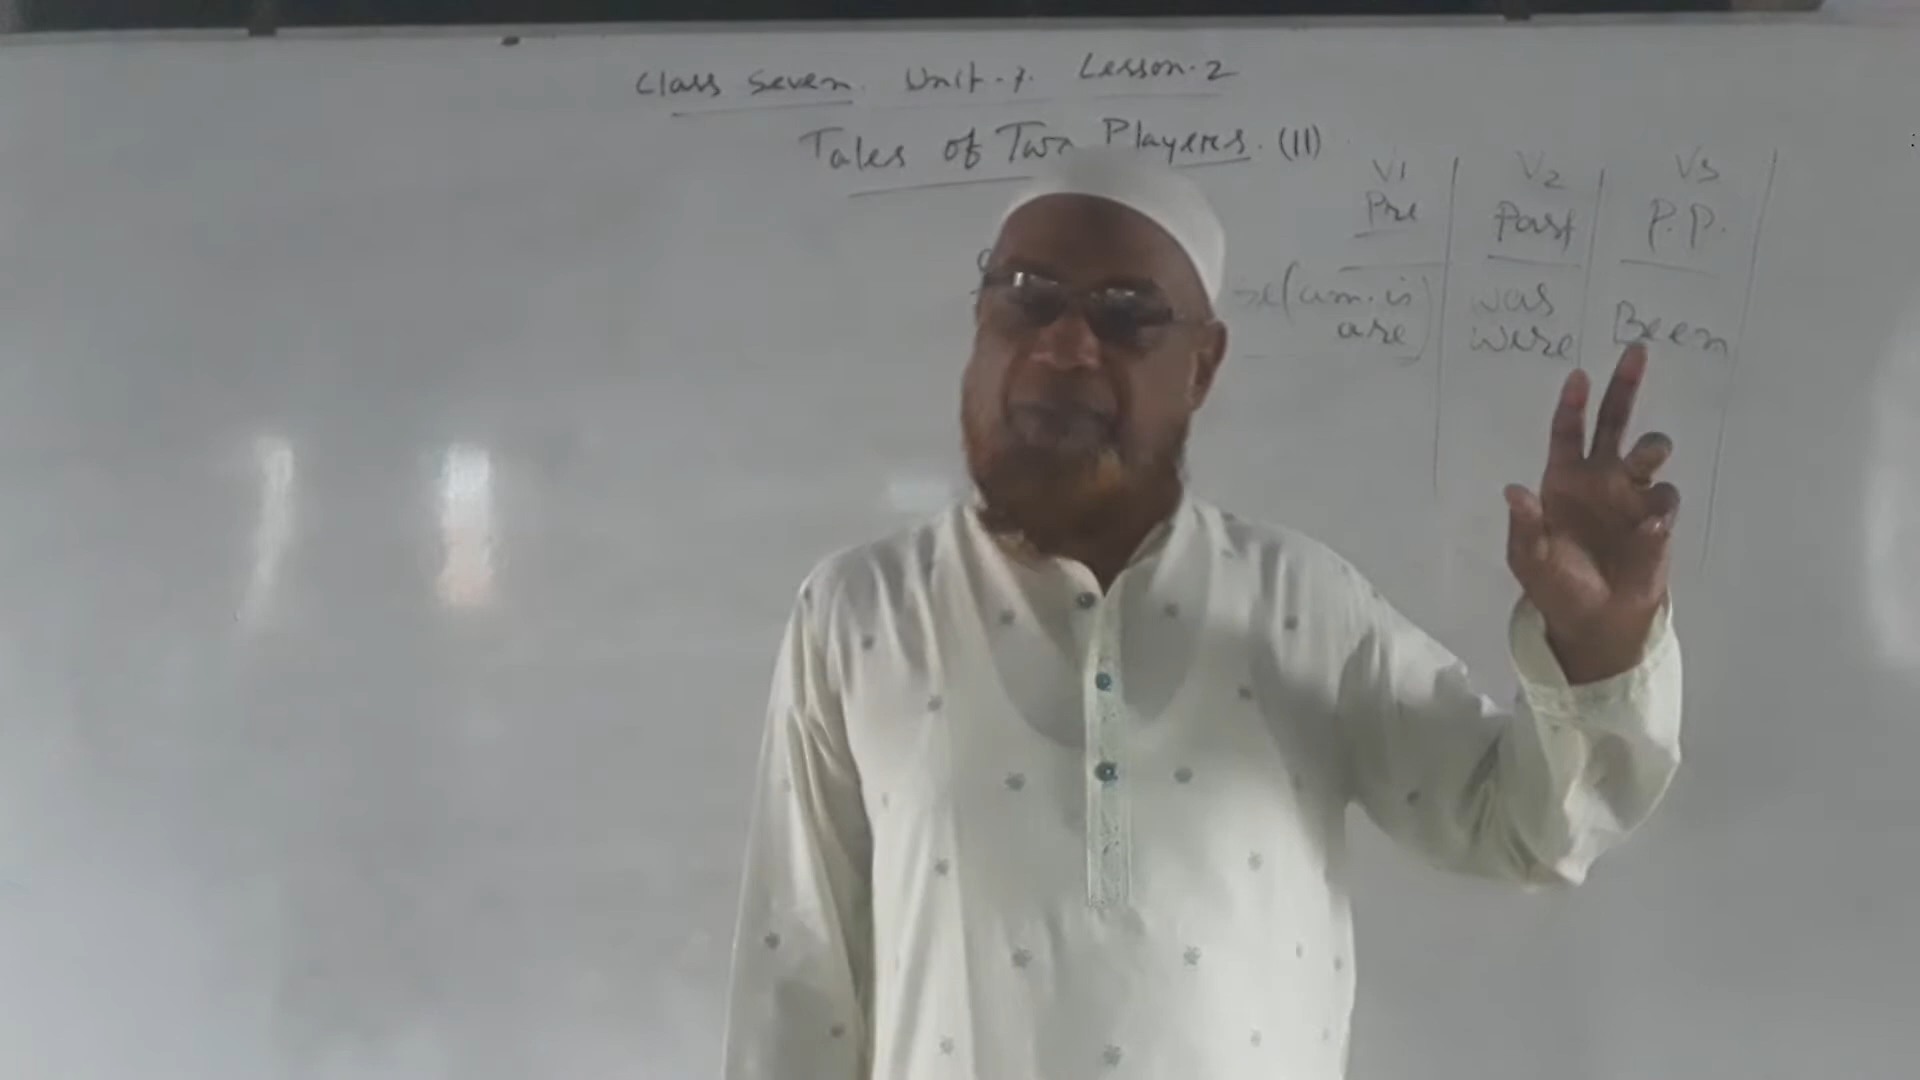 Class Seven. Unit-7. Lesson-2
Tales of Two Players. (II)
V1 V2 V3
Pre Past P.P.
(am. is was Been
are) were